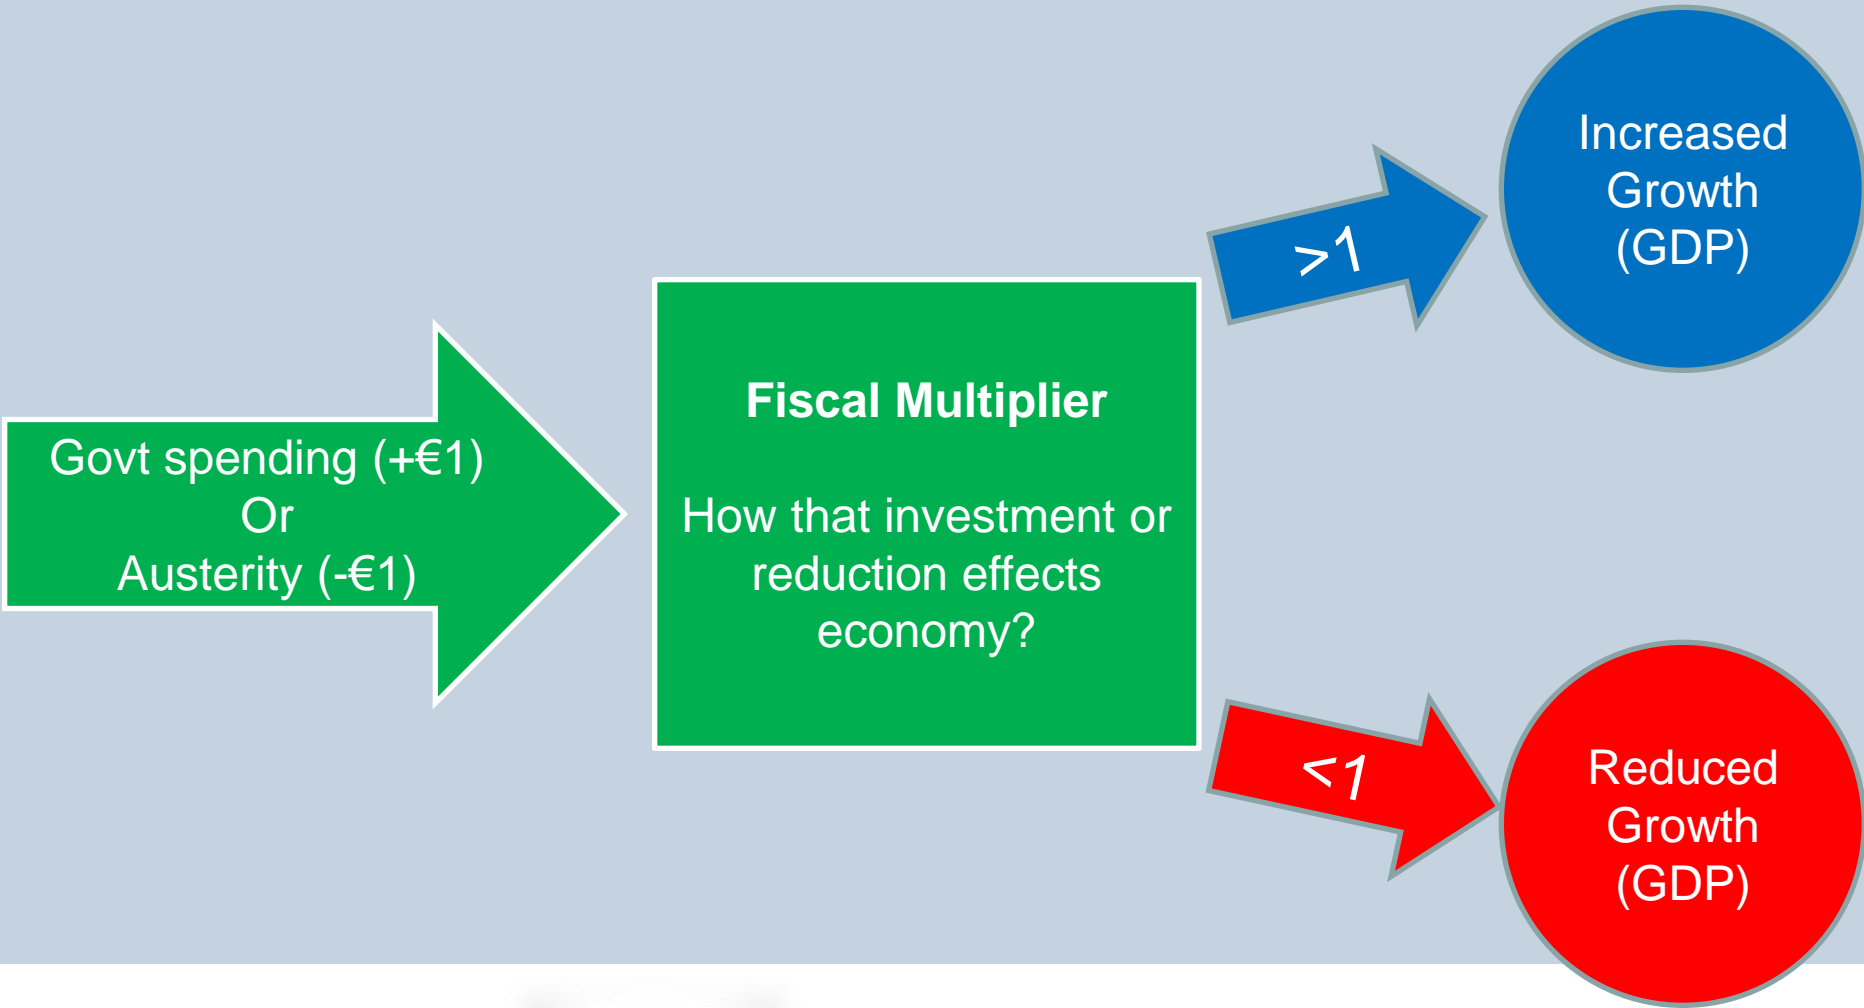 Govt spending (+€1)
Or
Austerity (-€1)
Fiscal Multiplier
How that investment or
reduction effects
economy?
>1
Increased
Growth
(GDP)
<1
Reduced
Growth
(GDP)